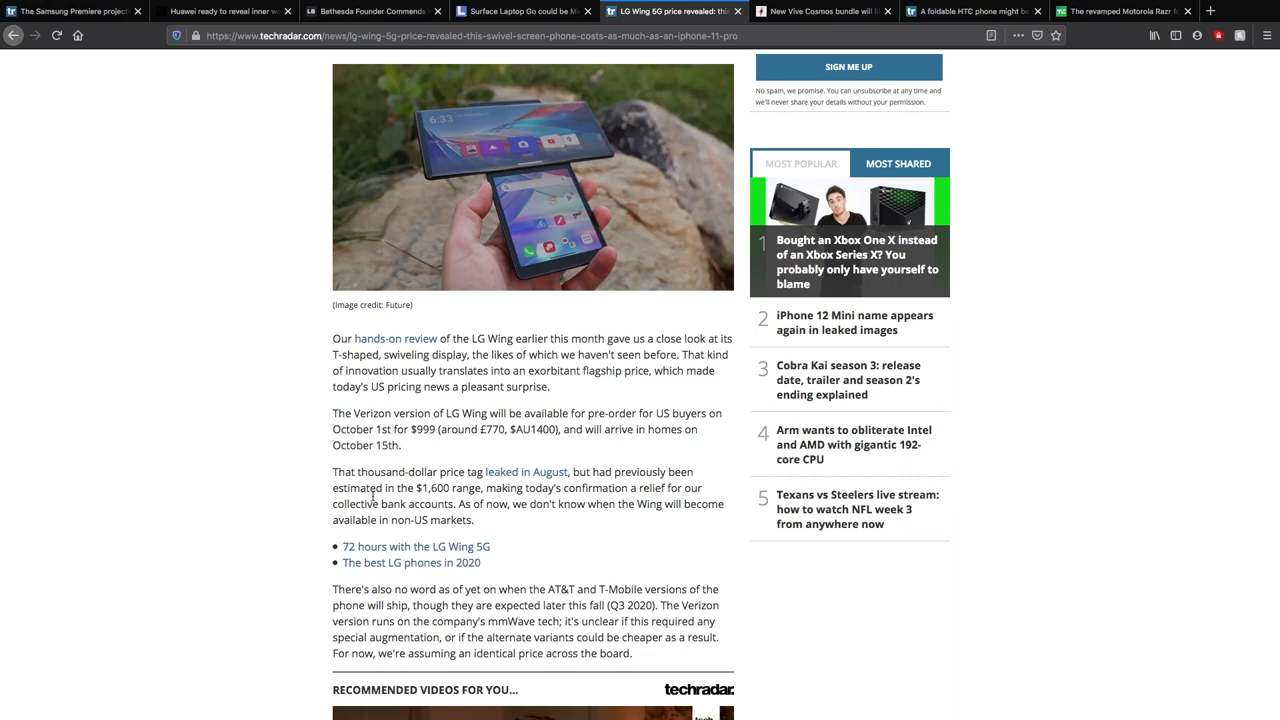 The Samsung Premiere projec
Huawei ready to reveal inner wo
Bethesda Founder Commends
Surface Laptop Go could be Mi
LG Wing 5G price revealed: this
New Vive Cosmos bundle will l
A foldable HTC phone might be
The revamped Motorola Razr fo
https://www.techradar.com/news/lg-wing-5g-price-revealed-this-swivel-screen-phone-costs-as-much-as-an-iphone-11-pro
6:33
(Image credit: Future)
Our hands-on review of the LG Wing earlier this month gave us a close look at its
T-shaped, swiveling display, the likes of which we haven't seen before. That kind
of innovation usually translates into an exorbitant flagship price, which made
today's US pricing news a pleasant surprise.
The Verizon version of LG Wing will be available for pre-order for US buyers on
October 1st for $999 (around £770, $AU1400), and will arrive in homes on
October 15th.
That thousand-dollar price tag leaked in August, but had previously been
estimated in the $1,600 range, making today's confirmation a relief for our
collective bank accounts. As of now, we don't know when the Wing will become
available in non-US markets.
72 hours with the LG Wing 5G
The best LG phones in 2020
There's also no word as of yet on when the AT&T and T-Mobile versions of the
phone will ship, though they are expected later this fall (Q3 2020). The Verizon
version runs on the company's mmWave tech; it's unclear if this required any
special augmentation, or if the alternate variants could be cheaper as a result.
For now, we're assuming an identical price across the board.
RECOMMENDED VIDEOS FOR YOU...
techradar.
tech
SIGN ME UP
No spam, we promise. You can unsubscribe at any time and
we'll never share your details without your permission.
MOST POPULAR
MOST SHARED
1
Bought an Xbox One X instead
of an Xbox Series X? You
probably only have yourself to
blame
2
iPhone 12 Mini name appears
again in leaked images
3
Cobra Kai season 3: release
date, trailer and season 2's
ending explained
4
Arm wants to obliterate Intel
and AMD with gigantic 192-
core CPU
5
Texans vs Steelers live stream:
how to watch NFL week 3
from anywhere now